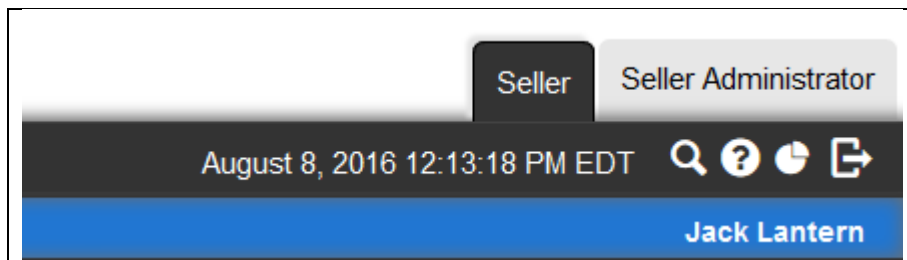 Seller Seller Administrator
August 8, 2016 12:13:18 PM EDT
Jack Lantern